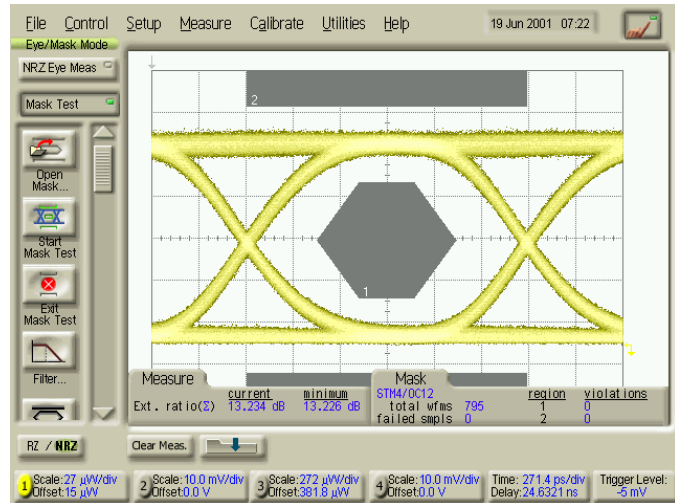 File Control Setup Measure Calibrate Utilities Help 19 Jun 2001 07:22
Eye/Mask Mode
NRZ Eye Meas
Mask Test
Open
Mask...
Start
Mask Test
Exit
Mask Test
Filter...
2
1
Measure
current minimum
Ext. ratio(Σ) 13.234 dB 13.226 dB
Mask
STM4/OC12
total wfms 795
failed smpls 0
region violations
1 0
2 0
RZ / NRZ
Clear Meas.
1 Scale:27 µW/div
Offset:15 µW
2 Scale:10.0 mV/div
Offset:0.0 V
3 Scale:272 µW/div
Offset:381.8 µW
4 Scale:10.0 mV/div
Offset:0.0 V
Time: 271.4 ps/div
Delay:24.6321 ns
Trigger Level:
-5 mV